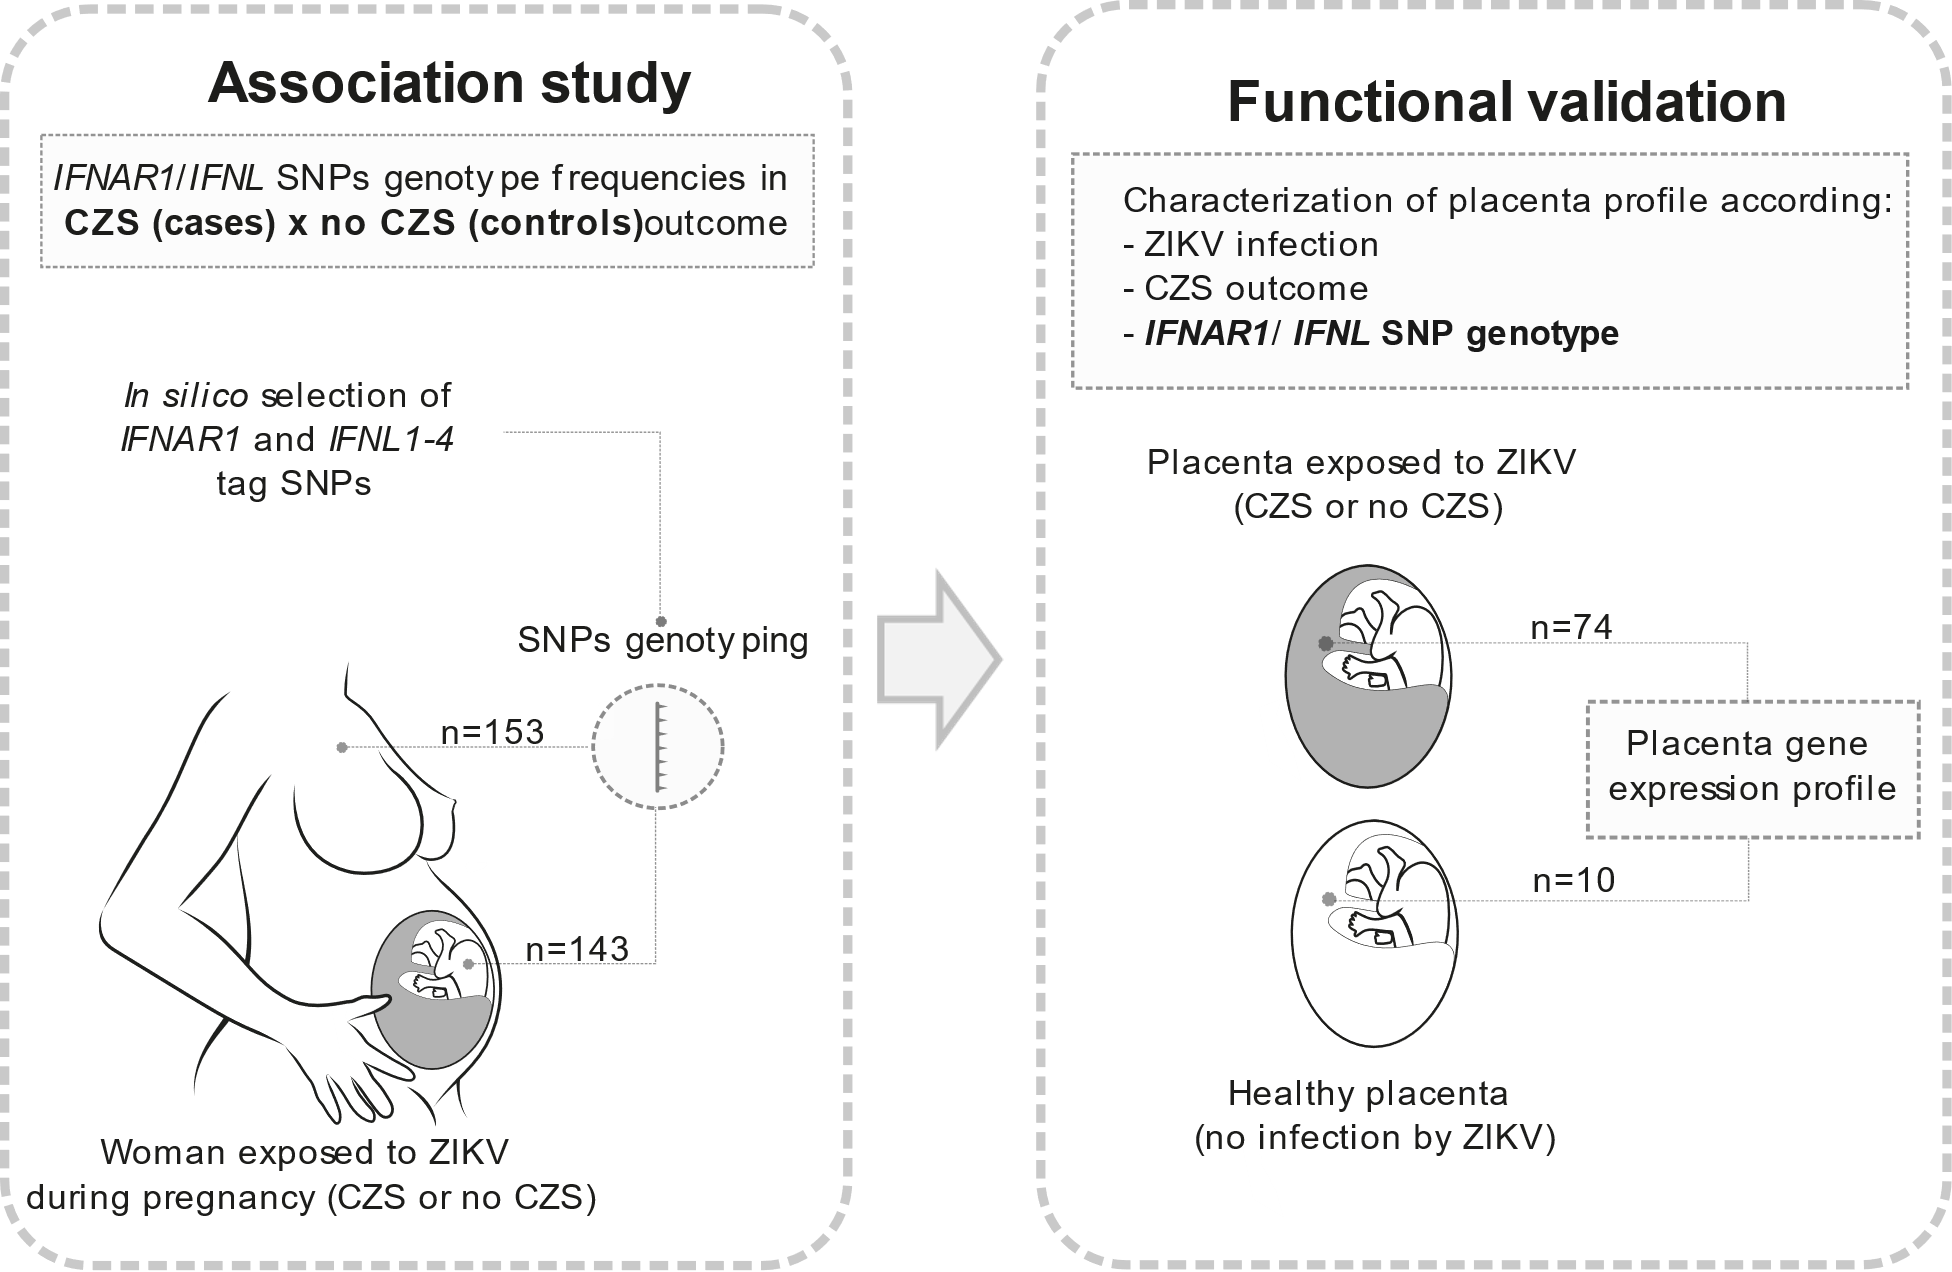 Association study
IFNAR1/IFNL SNPs genotype frequencies in
CZS (cases) x no CZS (controls)outcome
In silico selection of
IFNAR1 and IFNL1-4
tag SNPs
SNPs genotyping
n=153
n=143
Woman exposed to ZIKV
during pregnancy (CZS or no CZS)
Functional validation
Characterization of placenta profile according:
- ZIKV infection
- CZS outcome
- IFNAR1/ IFNL SNP genotype
Placenta exposed to ZIKV
(CZS or no CZS)
n=74
Placenta gene
expression profile
n=10
Healthy placenta
(no infection by ZIKV)